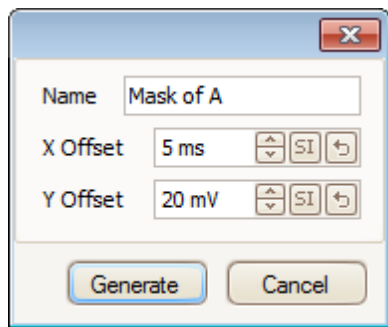 Name Mask of A
X Offset 5 ms SI
Y Offset 20 mV SI
Generate Cancel